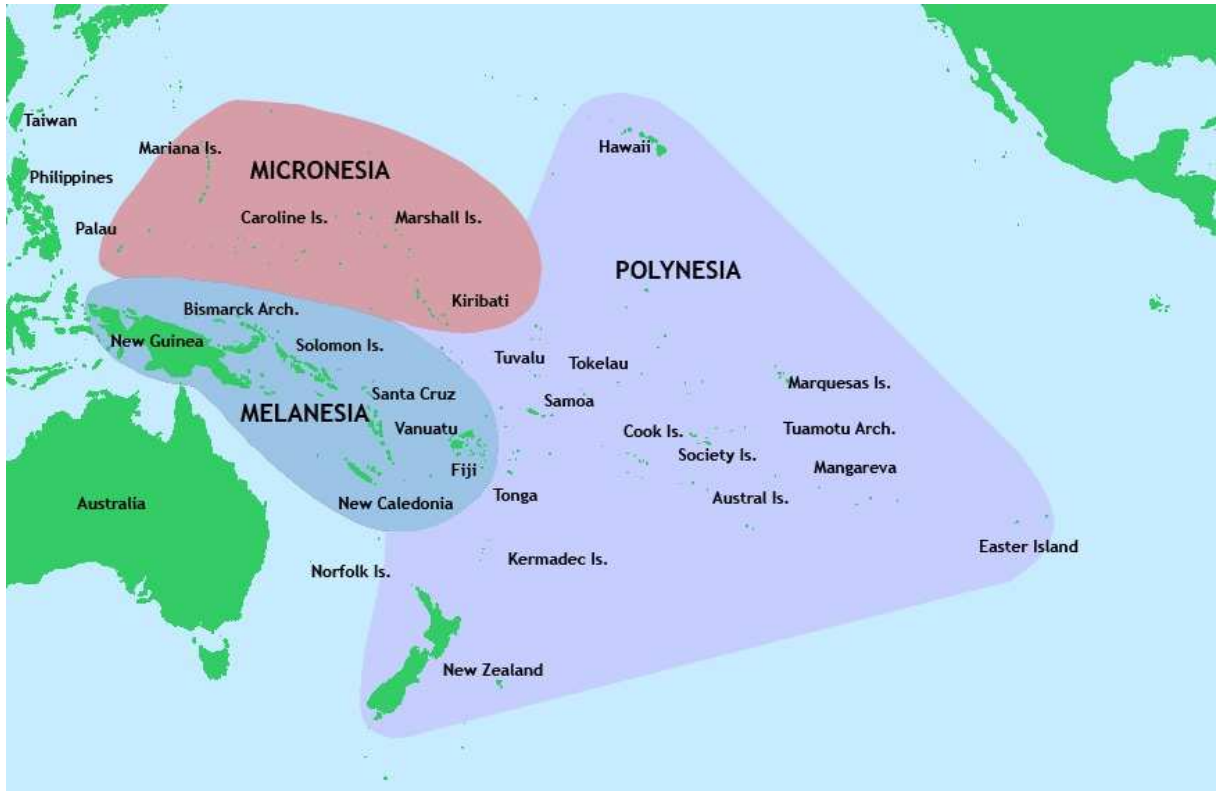 Taiwan
Mariana Is.
Hawaii
MICRONESIA
Philippines
Caroline Is.
Marshall Is.
Palau
POLYNESIA
Kiribati
Bismarck Arch.
New Guinea
Solomon Is.
Tuvalu
Tokelau
Marquesas Is.
Santa Cruz
Samoa
MELANESIA
Vanuatu
Cook Is.
Tuamotu Arch.
Society Is.
Fiji
Mangareva
Tonga
Austral Is.
Australia
New Caledonia
Easter Island
Kermadec Is.
Norfolk Is.
New Zealand